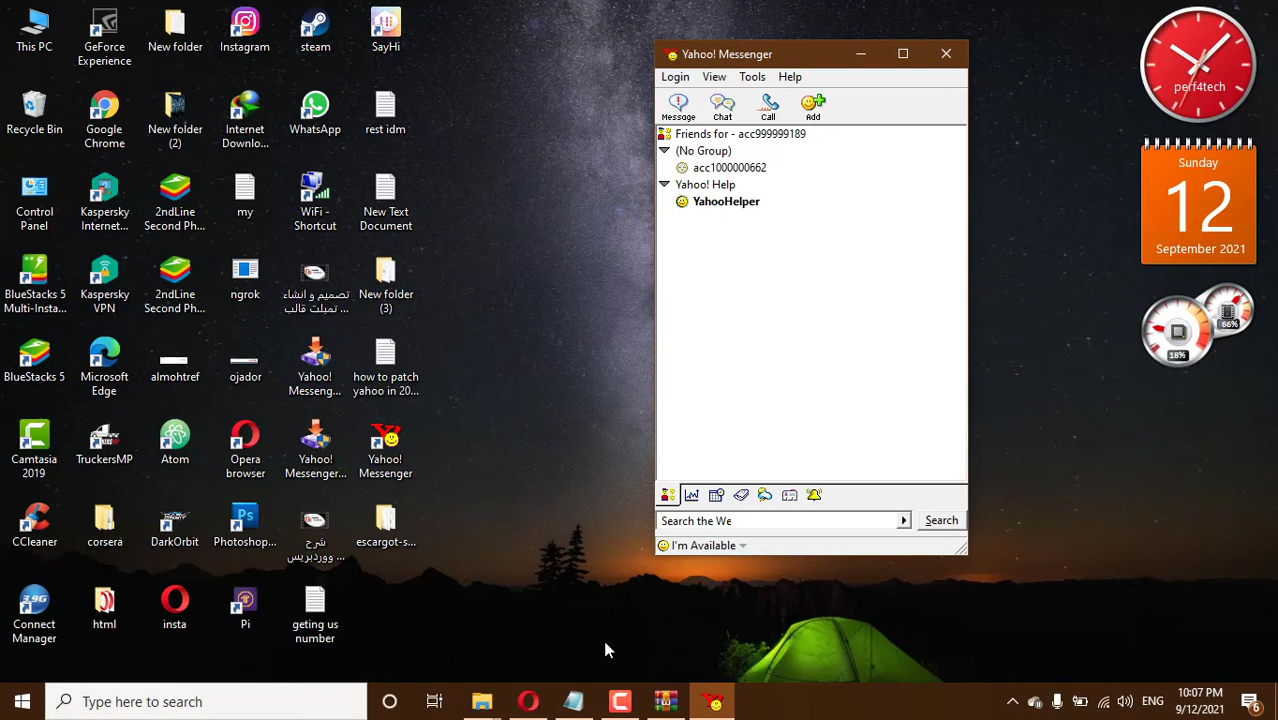 This PC
GeForce
Experience
New folder
Instagram
steam
SayHi
Recycle Bin
Google
Chrome
New folder
(2)
Internet
Downlo...
WhatsApp
rest idm
Control
Panel
Kaspersky
Internet...
2ndLine
Second Ph...
my
WiFi -
Shortcut
New Text
Document
BlueStacks 5
Multi-Insta...
Kaspersky
VPN
2ndLine
Second Ph...
ngrok
تصميم و انشاء
تمبلت قالب ...
New folder
(3)
BlueStacks 5
Microsoft
Edge
almohtref
ojador
Yahoo!
Messeng...
how to patch
yahoo in 20...
Camtasia
2019
TruckersMP
Atom
Opera
browser
Yahoo!
Messenger...
Yahoo!
Messenger
CCleaner
corsera
DarkOrbit
Photoshop...
شرح
ووردبريس ...
escargot-s...
3.9G
Connect
Manager
html
insta
Pi
geting us
number
Yahoo! Messenger
Login View Tools Help
Message Chat Call Add
Friends for - acc999999189
(No Group)
acc1000000662
Yahoo! Help
YahooHelper
Search the We
Search
I'm Available
perf4tech
Sunday
12
September 2021
66%
18%
Type here to search
ENG
10:07 PM
9/12/2021
6